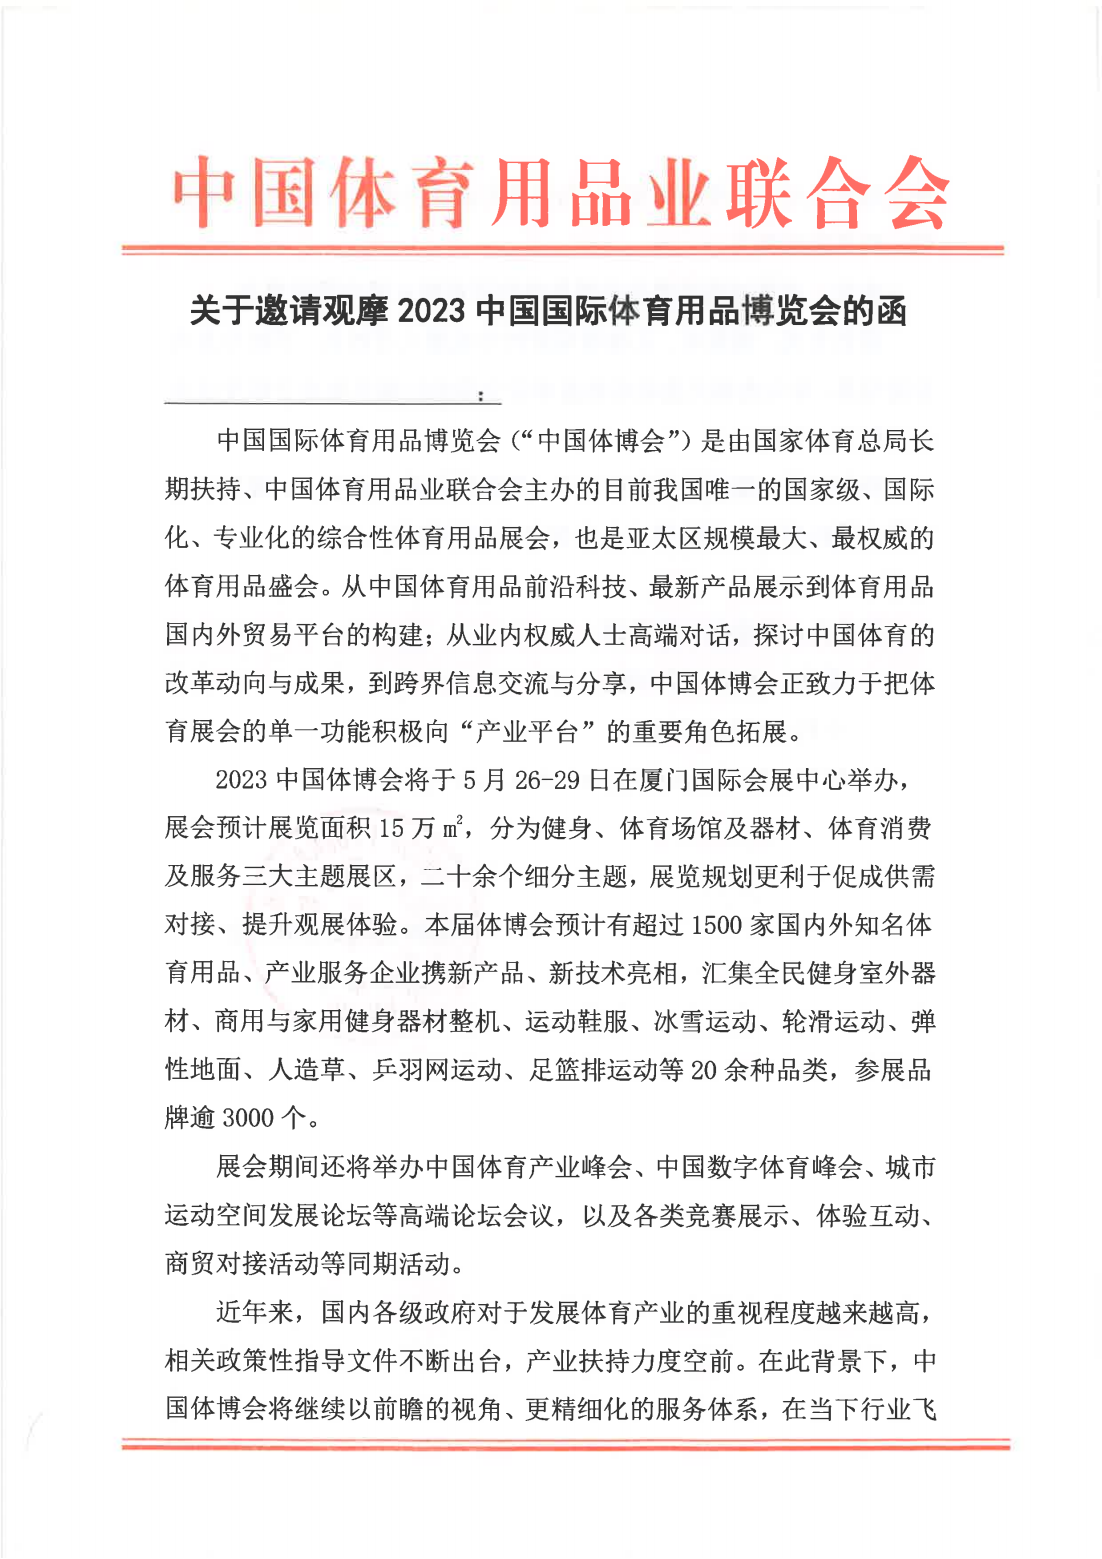 中国体育用品业联合会
关于邀请观摩 2023 中国国际体育用品博览会的函
：
中国国际体育用品博览会（“中国体博会”）是由国家体育总局长
期扶持、中国体育用品业联合会主办的目前我国唯一的国家级、国际
化、专业化的综合性体育用品展会，也是亚太区规模最大、最权威的
体育用品盛会。从中国体育用品前沿科技、最新产品展示到体育用品
国内外贸易平台的构建；从业内权威人士高端对话，探讨中国体育的
改革动向与成果，到跨界信息交流与分享，中国体博会正致力于把体
育展会的单一功能积极向“产业平台”的重要角色拓展。
2023 中国体博会将于 5 月 26-29 日在厦门国际会展中心举办，
展会预计展览面积 15 万㎡，分为健身、体育场馆及器材、体育消费
及服务三大主题展区，二十余个细分主题，展览规划更利于促成供需
对接、提升观展体验。本届体博会预计有超过 1500 家国内外知名体
育用品、产业服务企业携新产品、新技术亮相，汇集全民健身室外器
材、商用与家用健身器材整机、运动鞋服、冰雪运动、轮滑运动、弹
性地面、人造草、乒羽网运动、足篮排运动等 20 余种品类，参展品
牌逾 3000 个。
展会期间还将举办中国体育产业峰会、中国数字体育峰会、城市
运动空间发展论坛等高端论坛会议，以及各类竞赛展示、体验互动、
商贸对接活动等同期活动。
近年来，国内各级政府对于发展体育产业的重视程度越来越高，
相关政策性指导文件不断出台，产业扶持力度空前。在此背景下，中
国体博会将继续以前瞻的视角、更精细化的服务体系，在当下行业飞